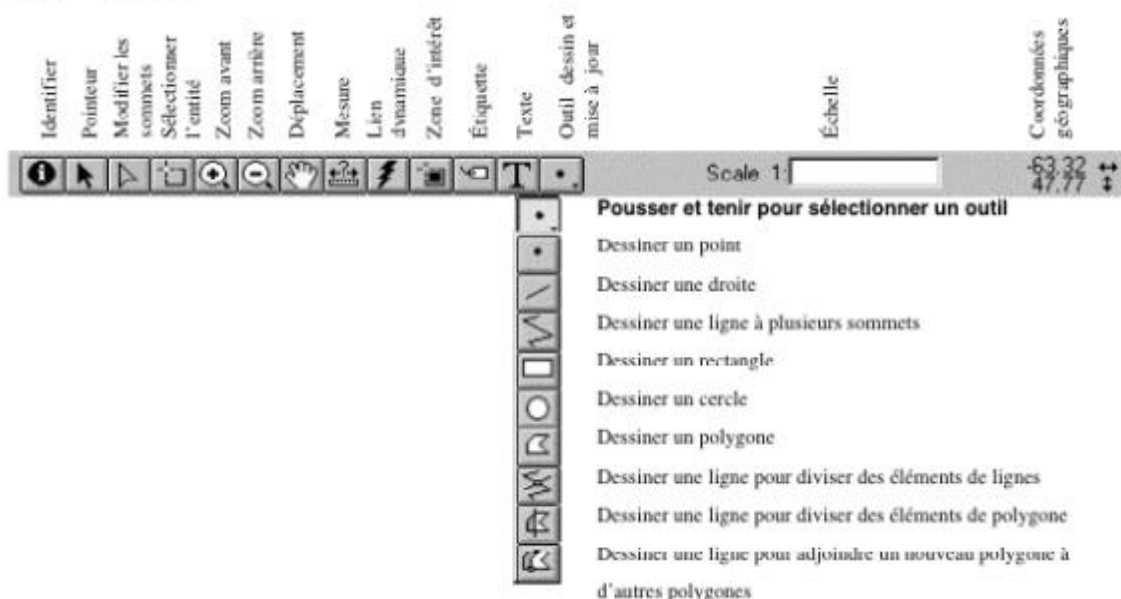 Identifier
Pointeur
Modifier les
sommets
Sélectionner
l'entité
Zoom avant
Zoom arrière
Déplacement
Mesure
Lien
dynamique
Zone d'intérêt
Étiquette
Texte
Outil dessin et
mise à jour
Échelle
Coordonnées
géographiques
T
Scale 1:
-63.32
47.77
Pousser et tenir pour sélectionner un outil
Dessiner un point
Dessiner une droite
Dessiner une ligne à plusieurs sommets
Dessiner un rectangle
Dessiner un cercle
Dessiner un polygone
Dessiner une ligne pour diviser des éléments de lignes
Dessiner une ligne pour diviser des éléments de polygone
Dessiner une ligne pour adjoindre un nouveau polygone à
d'autres polygones